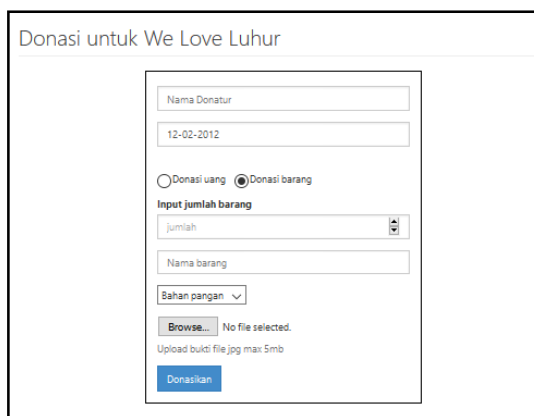 Donasi untuk We Love Luhur
Nama Donatur
12-02-2012
Donasi uang Donasi barang
Input jumlah barang
jumlah
Nama barang
Bahan pangan
Browse... No file selected.
Upload bukti file jpg max 5mb
Donasikan